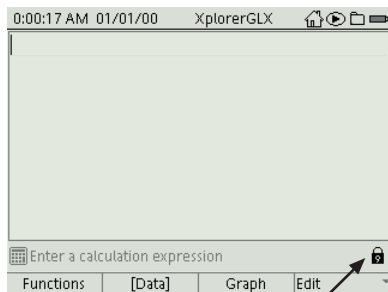 0:00:17 AM 01/01/00 XplorerGLX
Enter a calculation expression
Functions [Data] Graph Edit